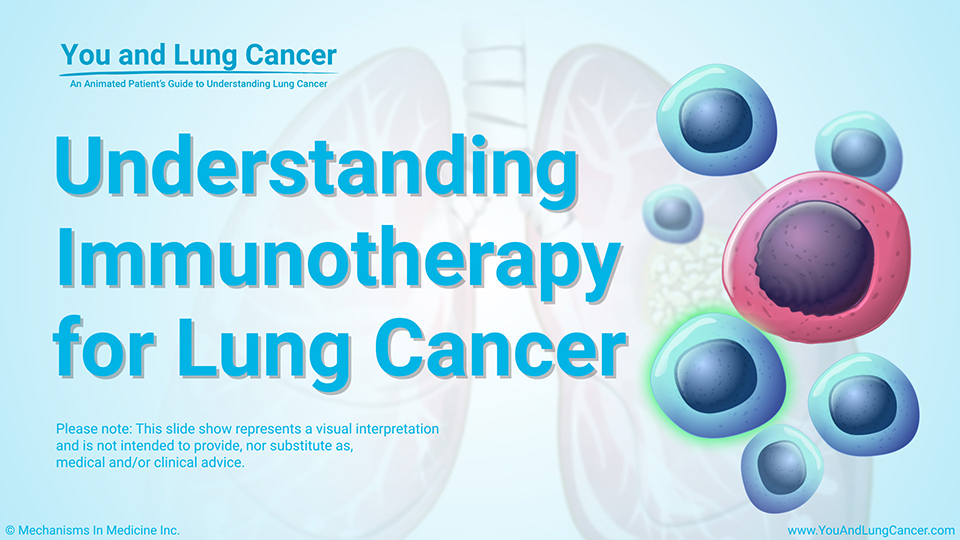 You and Lung Cancer
An Animated Patient's Guide to Understanding Lung Cancer
Understanding
Immunotherapy
for Lung Cancer
Please note: This slide show represents a visual interpretation
and is not intended to provide, nor substitute as,
medical and/or clinical advice.
© Mechanisms In Medicine Inc.
www.YouAndLungCancer.com